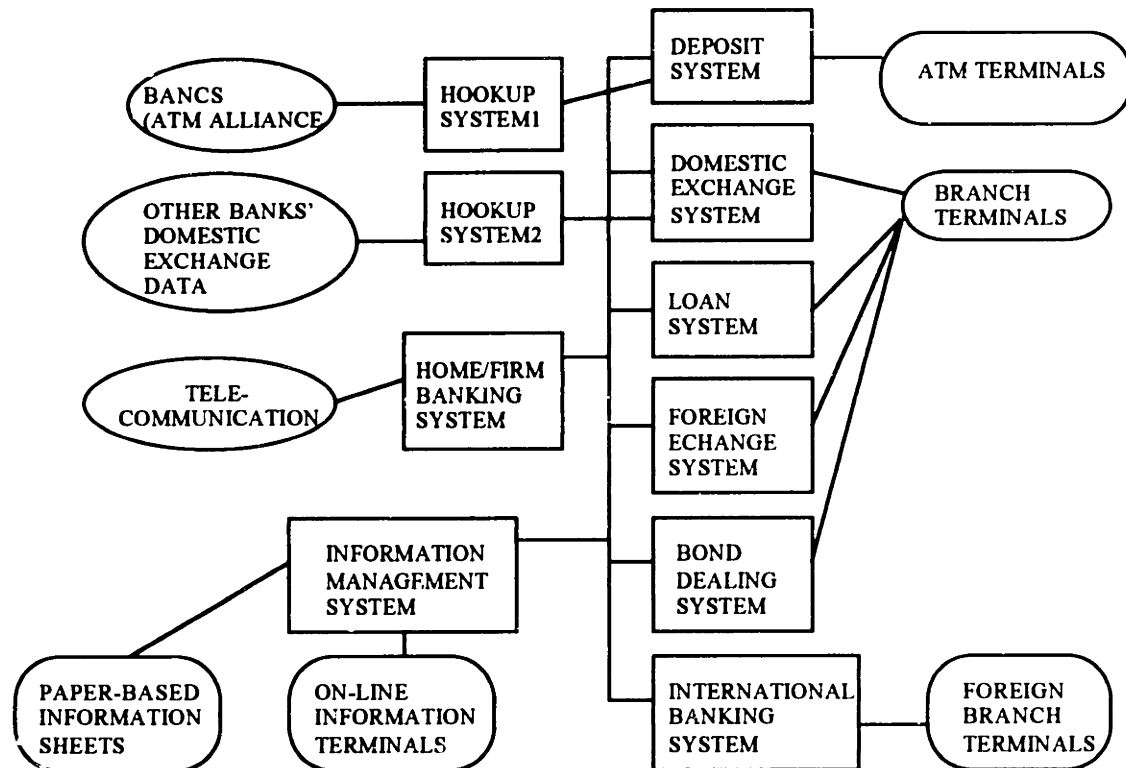 DEPOSIT
SYSTEM
ATM TERMINALS
BANCS
(ATM ALLIANCE
HOOKUP
SYSTEM1
DOMESTIC
EXCHANGE
SYSTEM
BRANCH
TERMINALS
OTHER BANKS'
DOMESTIC
EXCHANGE
DATA
HOOKUP
SYSTEM2
LOAN
SYSTEM
TELE-
COMMUNICATION
HOME/FIRM
BANKING
SYSTEM
FOREIGN
ECHANGE
SYSTEM
INFORMATION
MANAGEMENT
SYSTEM
BOND
DEALING
SYSTEM
PAPER-BASED
INFORMATION
SHEETS
ON-LINE
INFORMATION
TERMINALS
INTERNATIONAL
BANKING
SYSTEM
FOREIGN
BRANCH
TERMINALS